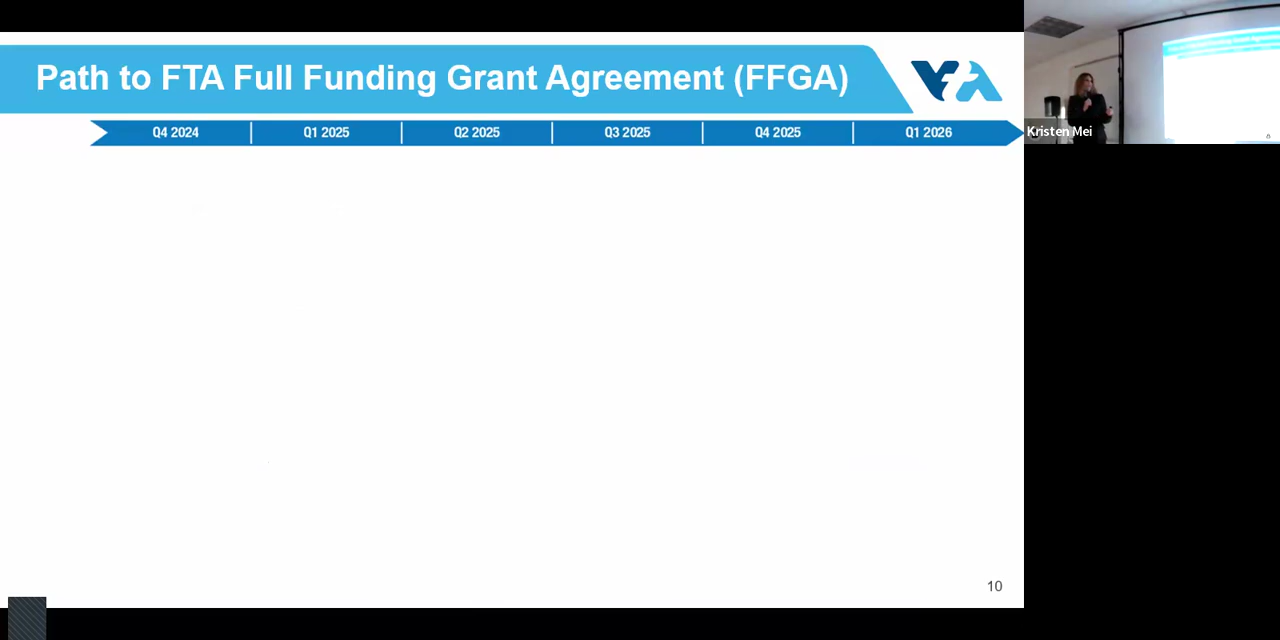 Path to FTA Full Funding Grant Agreement (FFGA)
VTA
Q4 2024 Q1 2025 Q2 2025 Q3 2025 Q4 2025 Q1 2026
Kristen Mei
10